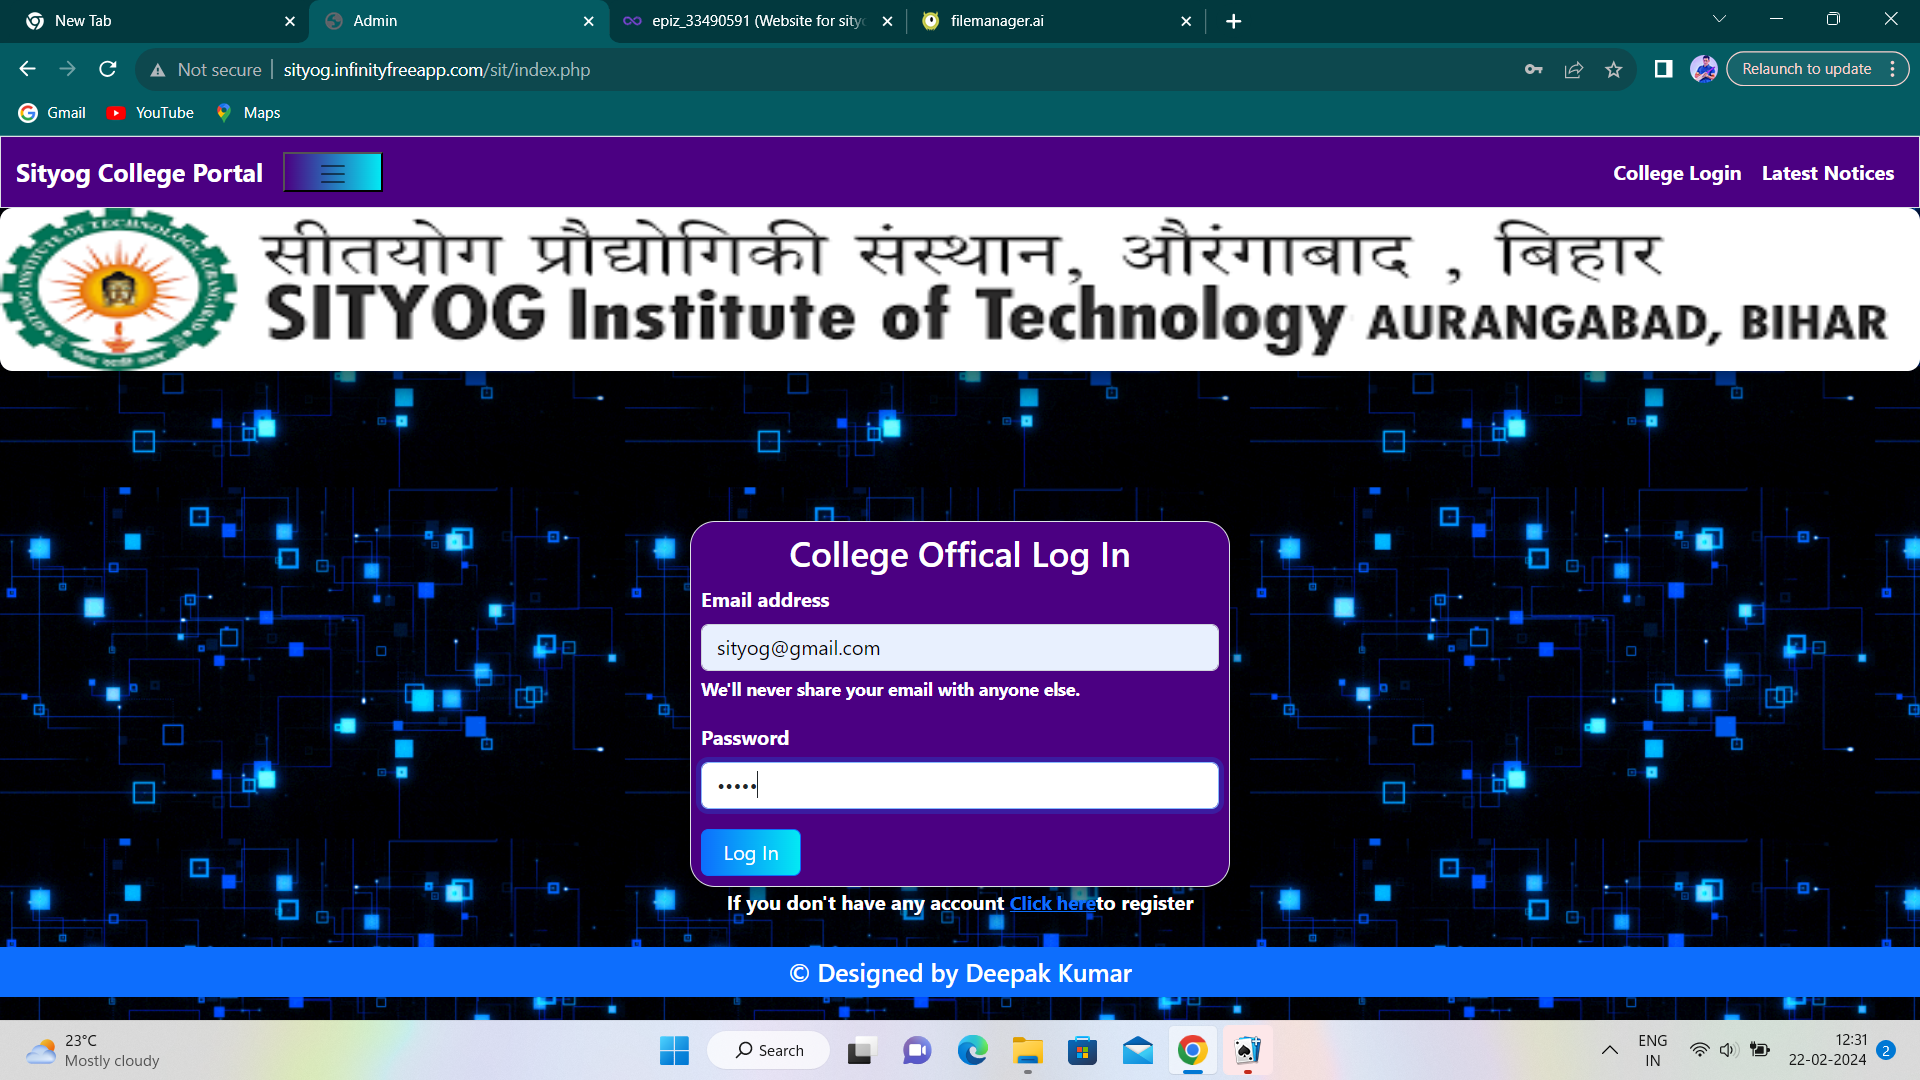 New Tab
Admin
epiz_33490591 (Website for sityo
filemanager.ai
Not secure
sityog.infinityfreeapp.com/sit/index.php
Relaunch to update
Gmail
YouTube
Maps
Sityog College Portal
College Login
Latest Notices
सीतयोग प्रौद्योगिकी संस्थान, औरंगाबाद , बिहार
SITYOG Institute of Technology AURANGABAD, BIHAR
College Offical Log In
Email address
sityog@gmail.com
We'll never share your email with anyone else.
Password
•••••
Log In
If you don't have any account Click hereto register
© Designed by Deepak Kumar
23°C
Mostly cloudy
Search
ENG
IN
12:31
22-02-2024
2